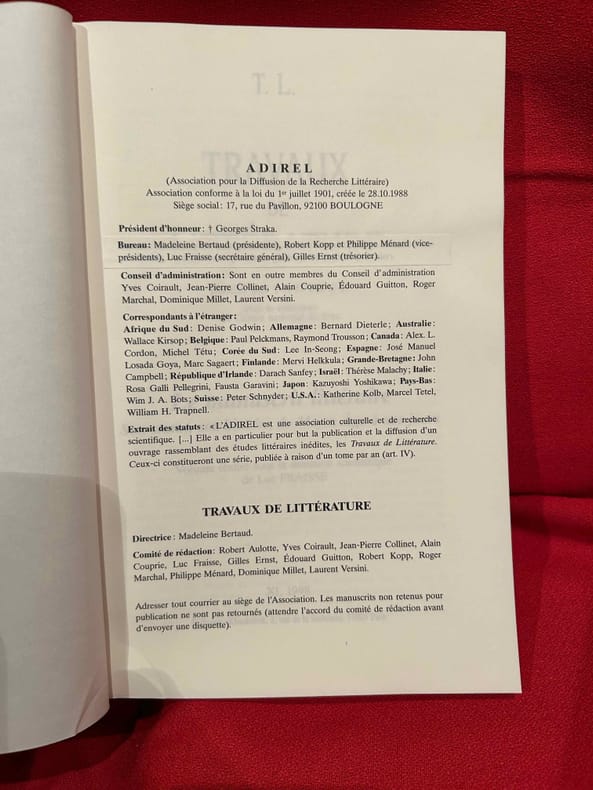 ADIREL
(Association pour la Diffusion de la Recherche Littéraire)
Association conforme à la loi du 1er juillet 1901, créée le 28.10.1988
Siège social : 17, rue du Pavillon, 92100 BOULOGNE
Président d'honneur : † Georges Straka.
Bureau : Madeleine Bertaud (présidente), Robert Kopp et Philippe Ménard (vice-
présidents), Luc Fraisse (secrétaire général), Gilles Ernst (trésorier).
Conseil d'administration : Sont en outre membres du Conseil d'administration
Yves Coirault, Jean-Pierre Collinet, Alain Couprie, Édouard Guitton, Roger
Marchal, Dominique Millet, Laurent Versini.
Correspondants à l'étranger :
Afrique du Sud : Denise Godwin ; Allemagne : Bernard Dieterle ; Australie :
Wallace Kirsop ; Belgique : Paul Pelckmans, Raymond Trousson ; Canada : Alex. L.
Cordon, Michel Tétu ; Corée du Sud : Lee In-Seong ; Espagne : José Manuel
Losada Goya, Marc Sagaert ; Finlande : Mervi Helkkula ; Grande-Bretagne : John
Campbell ; République d'Irlande : Darach Sanfey ; Israël : Thérèse Malachy ; Italie :
Rosa Galli Pellegrini, Fausta Garavini ; Japon : Kazuyoshi Yoshikawa ; Pays-Bas :
Wim J. A. Bots ; Suisse : Peter Schnyder ; U.S.A. : Katherine Kolb, Marcel Tetel,
William H. Trapnell.
Extrait des statuts : « L'ADIREL est une association culturelle et de recherche
scientifique. [...] Elle a en particulier pour but la publication et la diffusion d'un
ouvrage rassemblant des études littéraires inédites, les Travaux de Littérature.
Ceux-ci constitueront une série, publiée à raison d'un tome par an (art. IV).
TRAVAUX DE LITTÉRATURE
Directrice : Madeleine Bertaud.
Comité de rédaction : Robert Aulotte, Yves Coirault, Jean-Pierre Collinet, Alain
Couprie, Luc Fraisse, Gilles Ernst, Édouard Guitton, Robert Kopp, Roger
Marchal, Philippe Ménard, Dominique Millet, Laurent Versini.
Adresser tout courrier au siège de l'Association. Les manuscrits non retenus pour
publication ne sont pas retournés (attendre l'accord du comité de rédaction avant
d'envoyer une disquette).